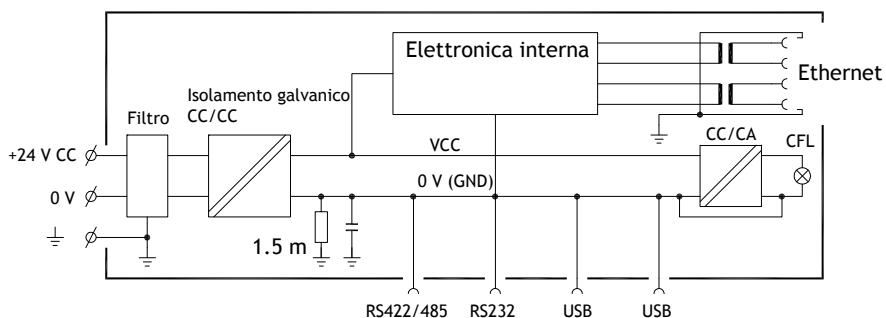 Elettronica interna
Ethernet
Isolamento galvanico
CC/CC
Filtro
CC/CA
CFL
+24 V CC
VCC
0 V
0 V (GND)
1.5 m
RS422/485
RS232
USB
USB